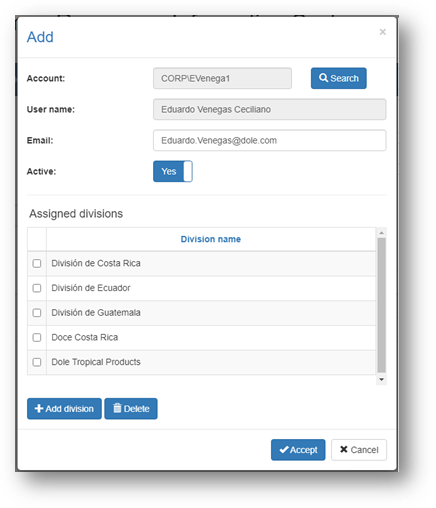 Add
×
Account: CORP\EVenega1 Search
User name: Eduardo Venegas Ceciliano
Email: Eduardo.Venegas@dole.com
Active: Yes
Assigned divisions
Division name
División de Costa Rica
División de Ecuador
División de Guatemala
Doce Costa Rica
Dole Tropical Products
Add division Delete
Accept Cancel